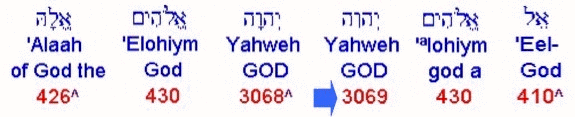 אֵל אֱלֹהִים יְהוִה יְהוָה אֱלֹהִים אֱלָהּ
'Alaah 'Elohiym Yahweh Yahweh 'ᵃlohiym 'Eel-
of God the God GOD GOD god a God
426^ 430 3068^ 3069 430 410^